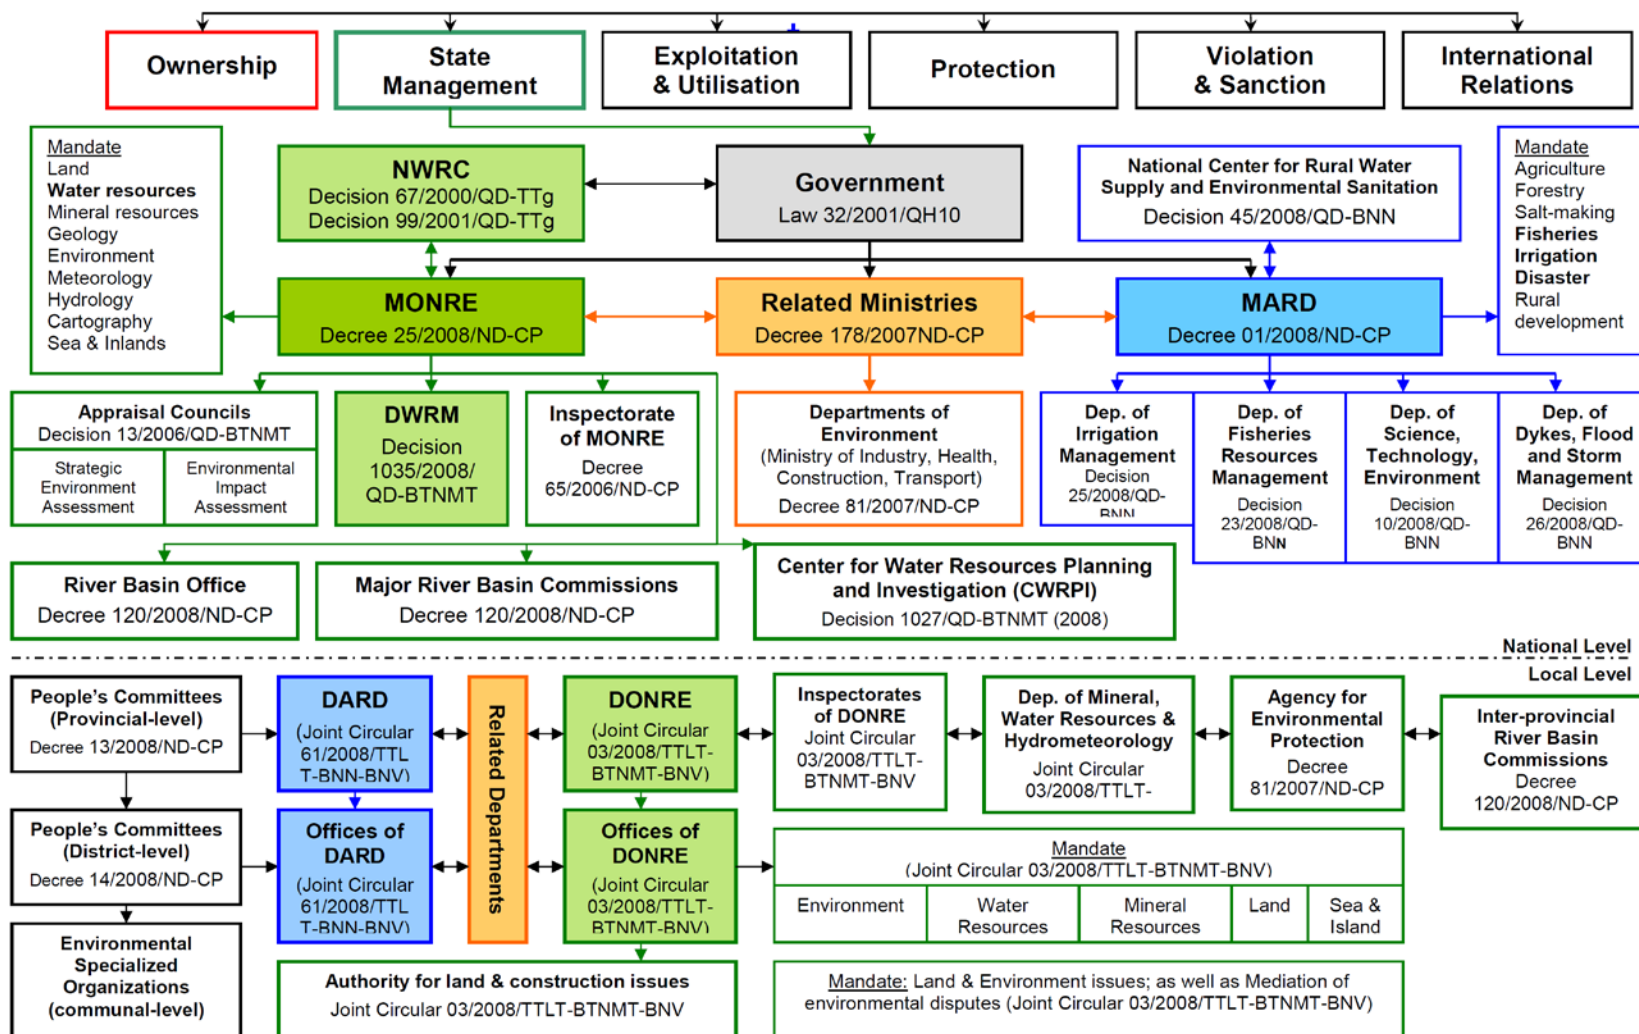 Ownership
State
Management
Exploitation
& Utilisation
Protection
Violation
& Sanction
International
Relations
Mandate
Land
Water resources
Mineral resources
Geology
Environment
Meteorology
Hydrology
Cartography
Sea & Inlands
NWRC
Decision 67/2000/QD-TTg
Decision 99/2001/QD-TTg
Government
Law 32/2001/QH10
National Center for Rural Water
Supply and Environmental Sanitation
Decision 45/2008/QD-BNN
Mandate
Agriculture
Forestry
Salt-making
Fisheries
Irrigation
Disaster
Rural
development
MONRE
Decree 25/2008/ND-CP
Related Ministries
Decree 178/2007ND-CP
MARD
Decree 01/2008/ND-CP
Appraisal Councils
Decision 13/2006/QD-BTNMT
Strategic
Environment
Assessment
Environmental
Impact
Assessment
DWRM
Decision
1035/2008/
QD-BTNMT
Inspectorate
of MONRE
Decree
65/2006/ND-CP
Departments of
Environment
(Ministry of Industry, Health,
Construction, Transport)
Decree 81/2007/ND-CP
Dep. of
Irrigation
Management
Decision
25/2008/QD-
BNN
Dep. of
Fisheries
Resources
Management
Decision
23/2008/QD-
BNN
Dep. of
Science,
Technology,
Environment
Decision
10/2008/QD-
BNN
Dep. of
Dykes, Flood
and Storm
Management
Decision
26/2008/QD-
BNN
River Basin Office
Decree 120/2008/ND-CP
Major River Basin Commissions
Decree 120/2008/ND-CP
Center for Water Resources Planning
and Investigation (CWRPI)
Decision 1027/QD-BTNMT (2008)
National Level
Local Level
People's Committees
(Provincial-level)
Decree 13/2008/ND-CP
DARD
(Joint Circular
61/2008/TTL
T-BNN-BNV)
Related Departments
DONRE
(Joint Circular
03/2008/TTLT-
BTNMT-BNV)
Inspectorates
of DONRE
Joint Circular
03/2008/TTLT-
BTNMT-BNV
Dep. of Mineral,
Water Resources &
Hydrometeorology
Joint Circular
03/2008/TTLT-
Agency for
Environmental
Protection
Decree
81/2007/ND-CP
Inter-provincial
River Basin
Commissions
Decree
120/2008/ND-CP
People's Committees
(District-level)
Decree 14/2008/ND-CP
Offices of
DARD
(Joint Circular
61/2008/TTL
T-BNN-BNV)
Offices of
DONRE
(Joint Circular
03/2008/TTLT-
BTNMT-BNV)
Mandate
(Joint Circular 03/2008/TTLT-BTNMT-BNV)
Environment
Water
Resources
Mineral
Resources
Land
Sea &
Island
Environmental
Specialized
Organizations
(communal-level)
Authority for land & construction issues
Joint Circular 03/2008/TTLT-BTNMT-BNV
Mandate: Land & Environment issues; as well as Mediation of
environmental disputes (Joint Circular 03/2008/TTLT-BTNMT-BNV)